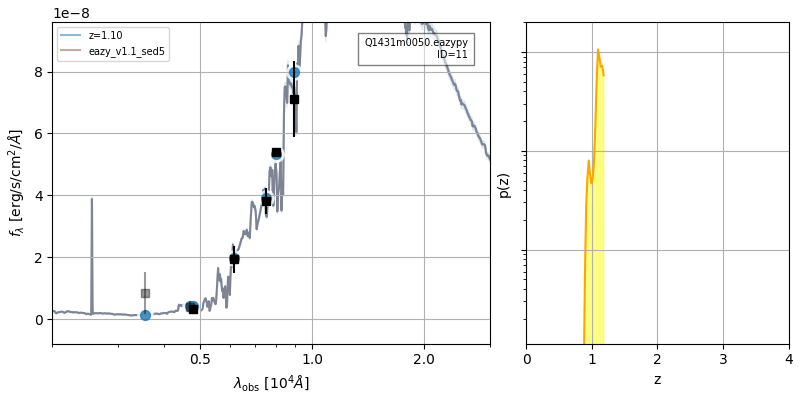 1e−8
z=1.10
eazy_v1.1_sed5
Q1431m0050.eazypy
ID=11
8
6
4
2
0
f_λ [erg/s/cm²/Å]
0.5
1.0
2.0
λ_obs [10⁴Å]
p(z)
0
1
2
3
4
z